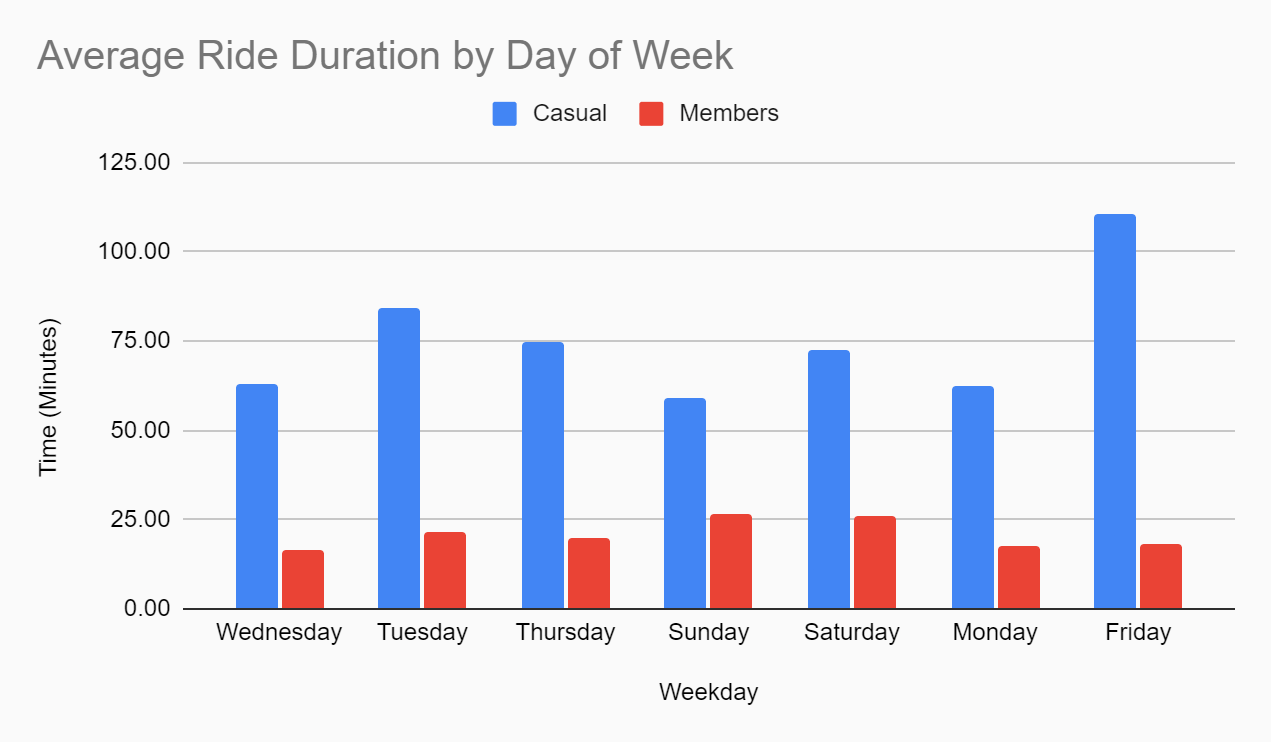 Average Ride Duration by Day of Week
Casual Members
125.00
100.00
75.00
50.00
25.00
0.00
Time (Minutes)
Wednesday Tuesday Thursday Sunday Saturday Monday Friday
Weekday